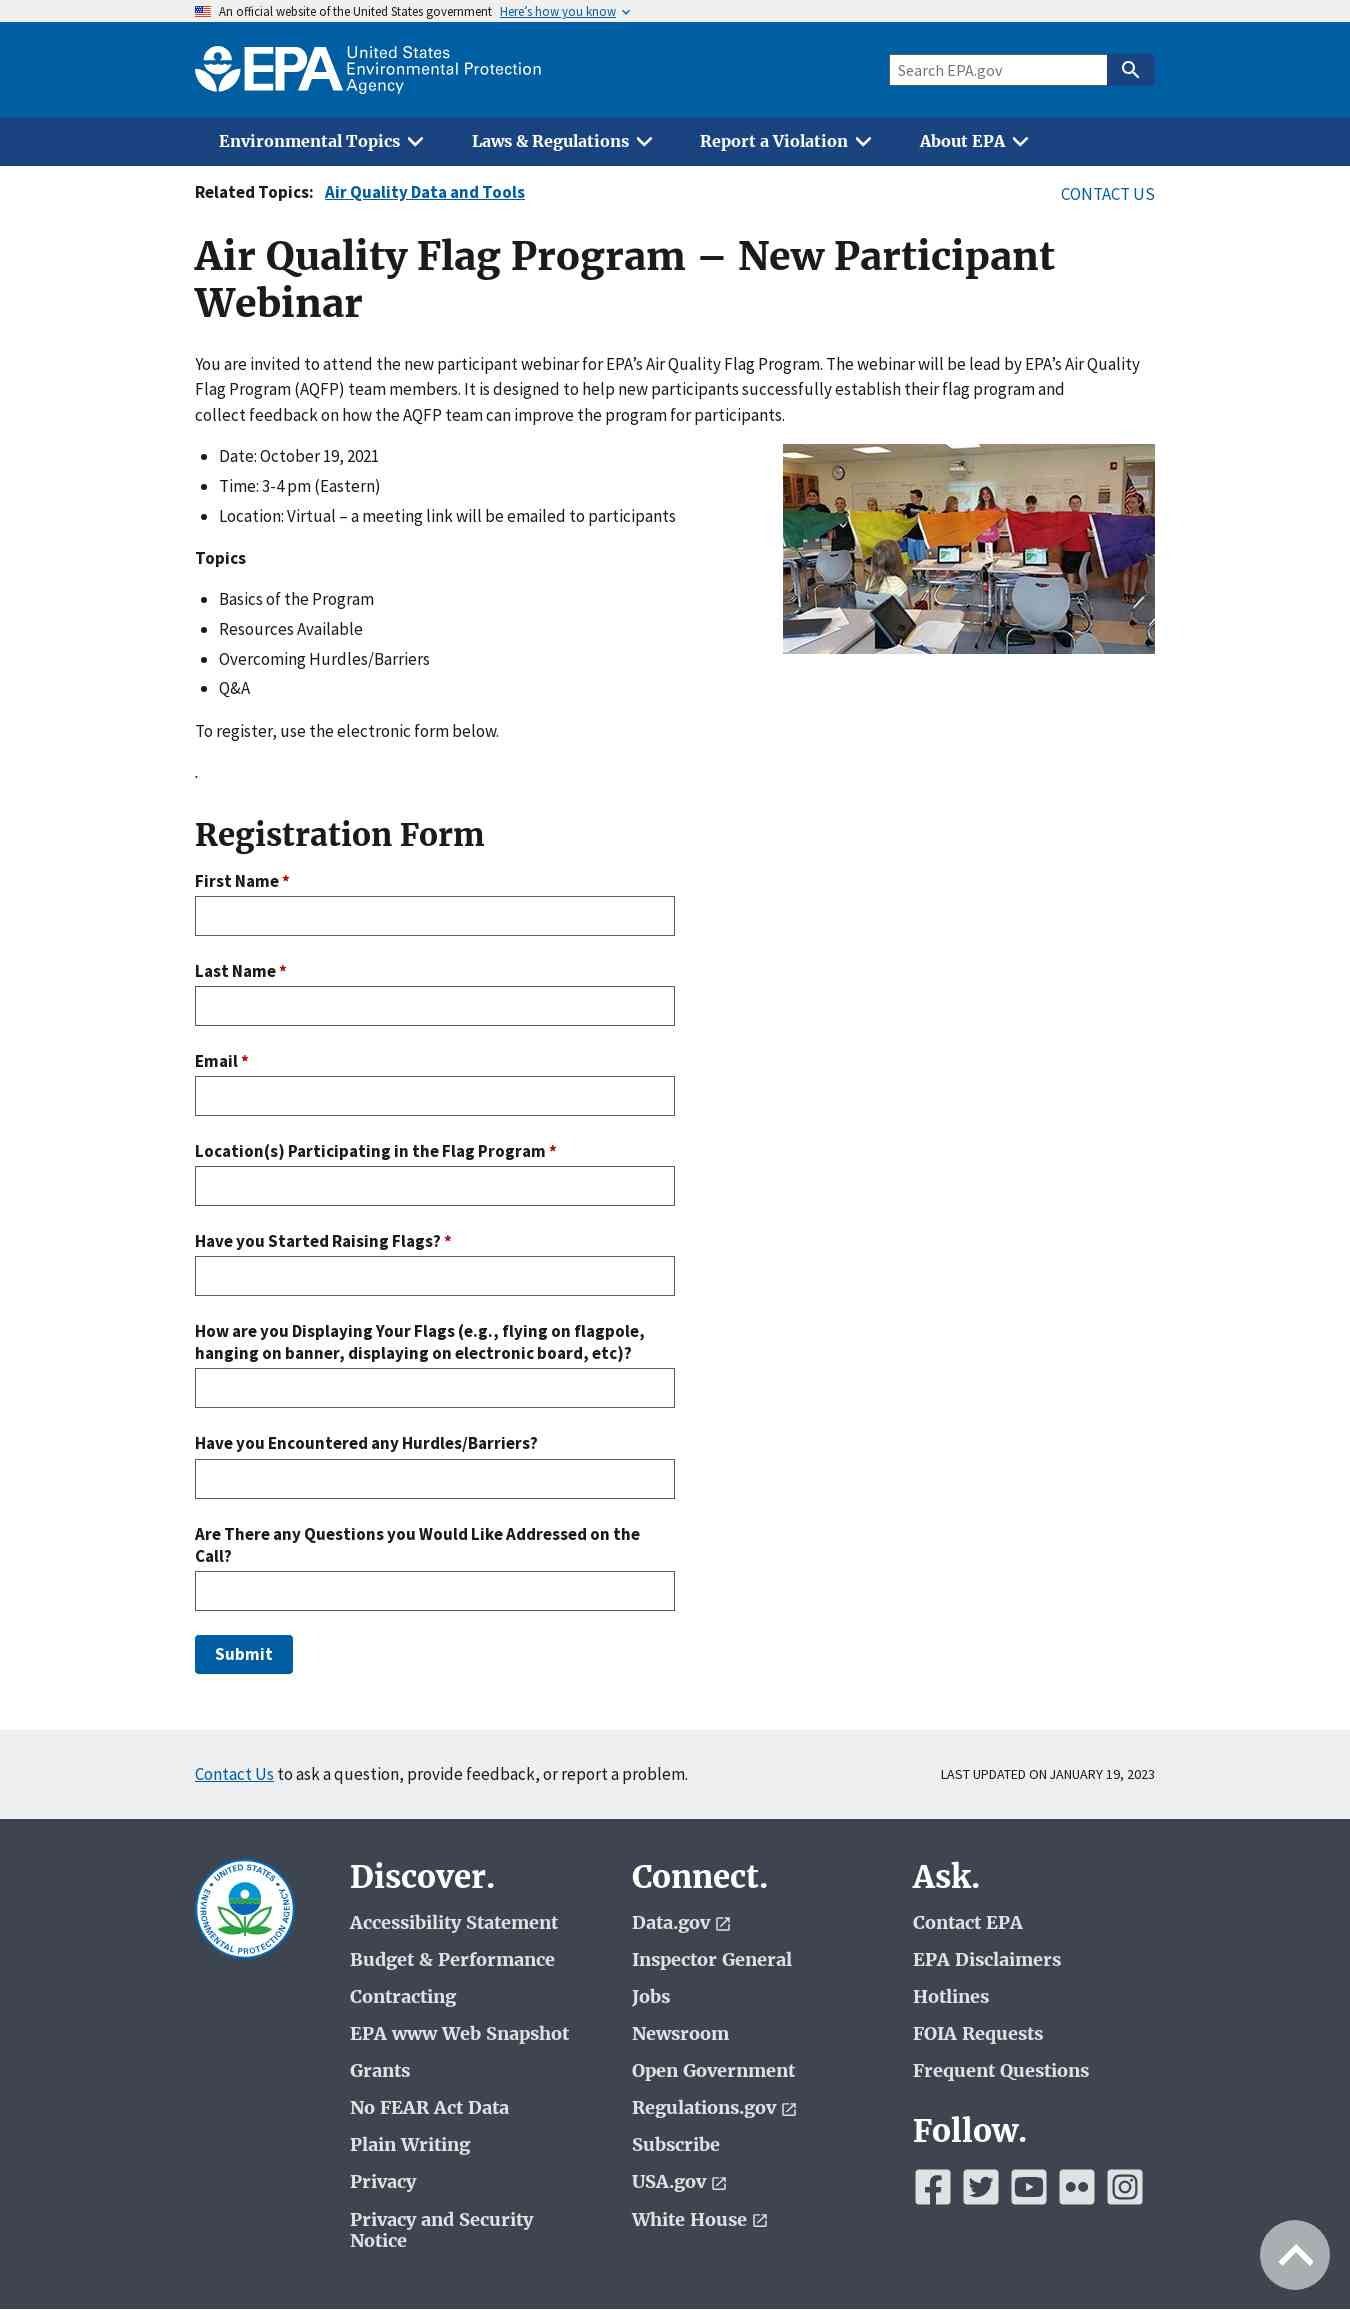 An official website of the United States government Here’s how you know
EPA United States
Environmental Protection
Agency
Search EPA.gov
Environmental Topics Laws & Regulations Report a Violation About EPA
Related Topics: Air Quality Data and Tools
CONTACT US
Air Quality Flag Program – New Participant
Webinar
You are invited to attend the new participant webinar for EPA’s Air Quality Flag Program. The webinar will be lead by EPA’s Air Quality
Flag Program (AQFP) team members. It is designed to help new participants successfully establish their flag program and
collect feedback on how the AQFP team can improve the program for participants.
• Date: October 19, 2021
• Time: 3-4 pm (Eastern)
• Location: Virtual – a meeting link will be emailed to participants
Topics
• Basics of the Program
• Resources Available
• Overcoming Hurdles/Barriers
• Q&A
To register, use the electronic form below.
.
Registration Form
First Name *
Last Name *
Email *
Location(s) Participating in the Flag Program *
Have you Started Raising Flags? *
How are you Displaying Your Flags (e.g., flying on flagpole,
hanging on banner, displaying on electronic board, etc)?
Have you Encountered any Hurdles/Barriers?
Are There any Questions you Would Like Addressed on the
Call?
Submit
Contact Us to ask a question, provide feedback, or report a problem.
LAST UPDATED ON JANUARY 19, 2023
UNITED STATES ENVIRONMENTAL PROTECTION AGENCY
Discover.
Accessibility Statement
Budget & Performance
Contracting
EPA www Web Snapshot
Grants
No FEAR Act Data
Plain Writing
Privacy
Privacy and Security
Notice
Connect.
Data.gov
Inspector General
Jobs
Newsroom
Open Government
Regulations.gov
Subscribe
USA.gov
White House
Ask.
Contact EPA
EPA Disclaimers
Hotlines
FOIA Requests
Frequent Questions
Follow.